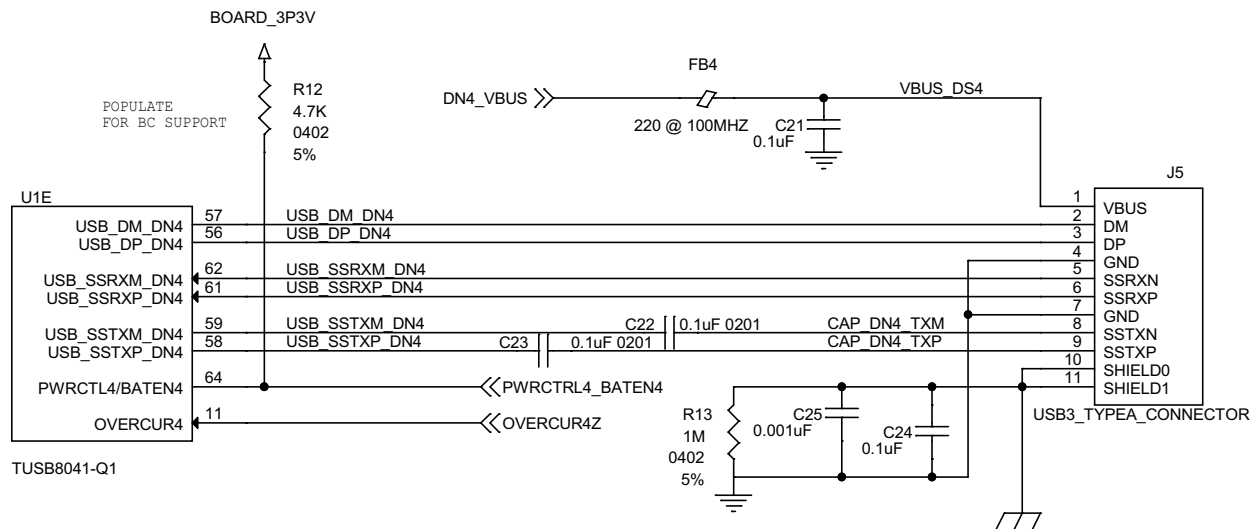 BOARD_3P3V
FB4
R12
DN4_VBUS
VBUS_DS4
POPULATE
FOR BC SUPPORT
4.7K
0402
5%
220 @ 100MHZ
C21
0.1uF
J5
U1E
1
VBUS
USB_DM_DN4
57
USB_DM_DN4
2
DM
USB_DP_DN4
56
USB_DP_DN4
3
DP
4
GND
USB_SSRXM_DN4
62
USB_SSRXM_DN4
5
SSRXN
USB_SSRXP_DN4
61
USB_SSRXP_DN4
6
SSRXP
7
GND
USB_SSTXM_DN4
59
USB_SSTXM_DN4
C22
0.1uF 0201
CAP_DN4_TXM
8
SSTXN
USB_SSTXP_DN4
58
USB_SSTXP_DN4
C23
0.1uF 0201
CAP_DN4_TXP
9
SSTXP
10
SHIELD0
PWRCTL4/BATEN4
64
PWRCTRL4_BATEN4
11
SHIELD1
OVERCUR4
11
OVERCUR4Z
R13
1M
0402
5%
C25
0.001uF
C24
0.1uF
USB3_TYPEA_CONNECTOR
TUSB8041-Q1